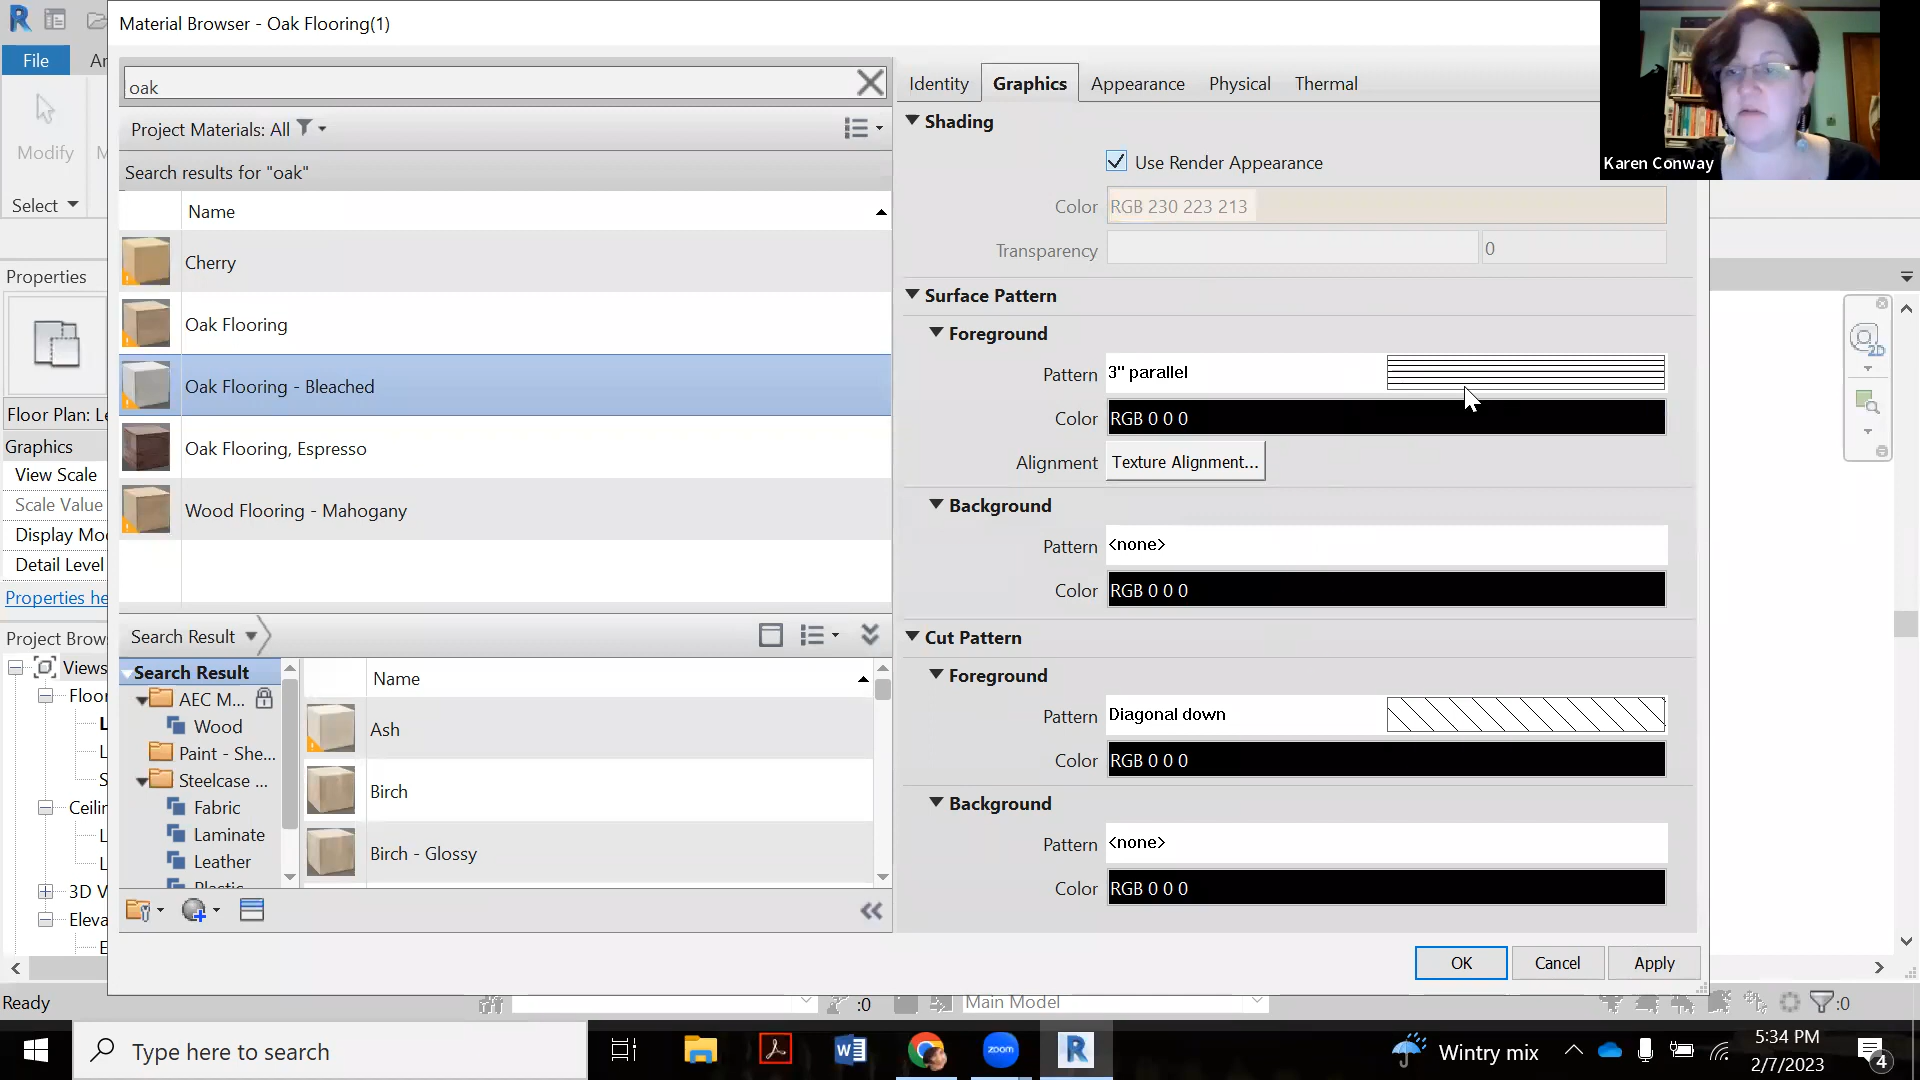 Material Browser - Oak Flooring(1)
File
Ar
Modify
M
Select
Properties
Floor Plan: Le
Graphics
View Scale
Scale Value
Display Mo
Detail Level
Properties he
Project Brow
Views
Floor
L
L
S
Ceilin
L
L
3D V
Eleva
E
Ready
oak
Project Materials: All
Search results for "oak"
Name
Cherry
Oak Flooring
Oak Flooring - Bleached
Oak Flooring, Espresso
Wood Flooring - Mahogany
Search Result
Search Result
AEC M...
Wood
Paint - She...
Steelcase ...
Fabric
Laminate
Leather
Plastic
Name
Ash
Birch
Birch - Glossy
Identity
Graphics
Appearance
Physical
Thermal
Shading
Use Render Appearance
Color RGB 230 223 213
Transparency 0
Surface Pattern
Foreground
Pattern 3" parallel
Color RGB 0 0 0
Alignment Texture Alignment...
Background
Pattern <none>
Color RGB 0 0 0
Cut Pattern
Foreground
Pattern Diagonal down
Color RGB 0 0 0
Background
Pattern <none>
Color RGB 0 0 0
OK
Cancel
Apply
Karen Conway
2D
:0
Main Model
:0
Type here to search
W
zoom
R
Wintry mix
5:34 PM
2/7/2023
4